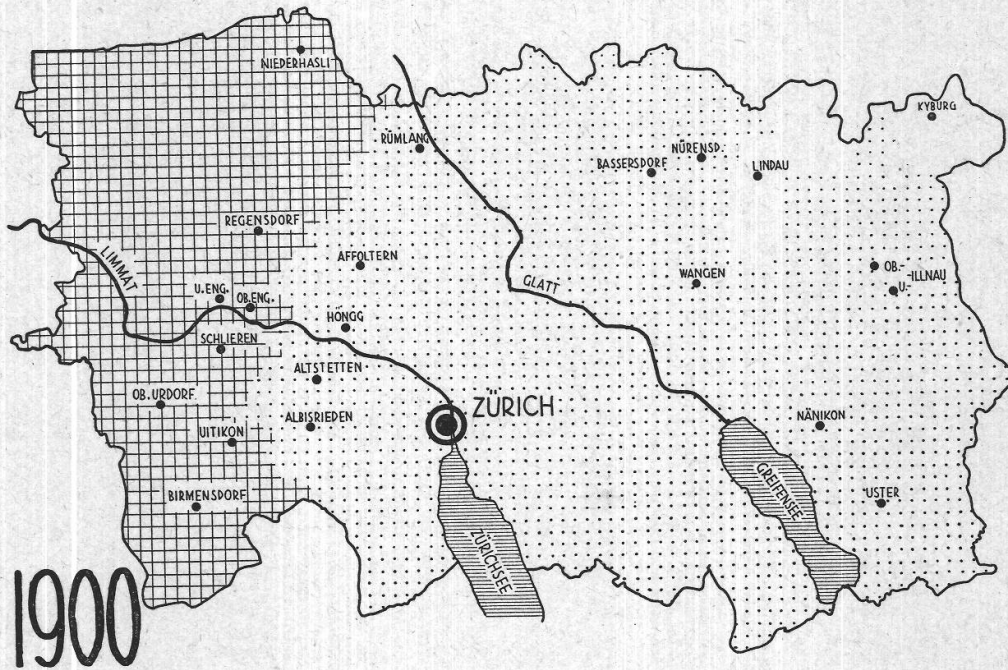 NIEDERHASLI
KYBURG
RÜMLANG
NÜRENSD.
BASSERSDORF
LINDAU
REGENSDORF
LIMMAT
AFFOLTERN
GLATT
WANGEN
OB.-
-ILLNAU
U.-
U.ENG.
OB.ENG.
HÖNGG
SCHLIEREN
ALTSTETTEN
OB.URDORF.
ZÜRICH
ALBISRIEDEN
NÄNIKON
UITIKON
GREIFENSEE
BIRMENSDORF
USTER
ZÜRICHSEE
1900